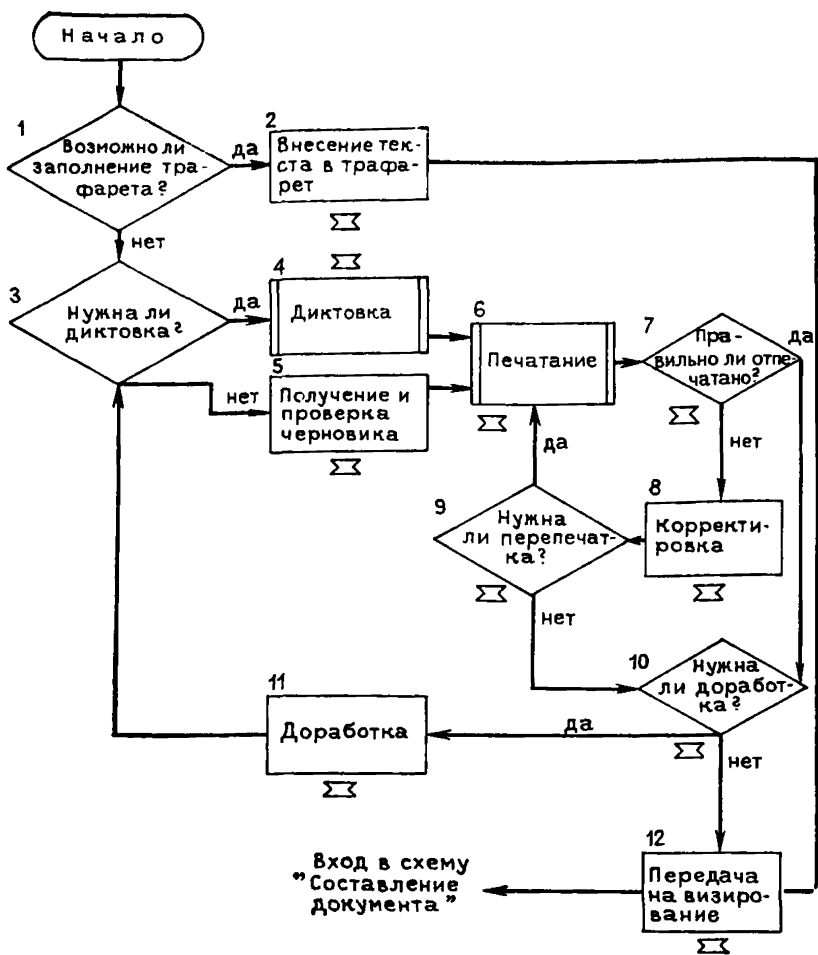 Начало
1
Возможно ли
заполнение тра-
фарета?
да
2
Внесение тек-
ста в трафа-
рет
нет
3
Нужна ли
диктовка?
да
4
Диктовка
нет
5
Получение и
проверка
черновика
6
Печатание
7
Пра-
вильно ли отпе-
чатано?
да
нет
8
Корректи-
ровка
9
Нужна
ли перепечат-
ка?
да
нет
10
Нужна
ли доработ-
ка?
да
11
Доработка
нет
12
Передача
на визиро-
вание
Вход в схему
"Составление
документа"